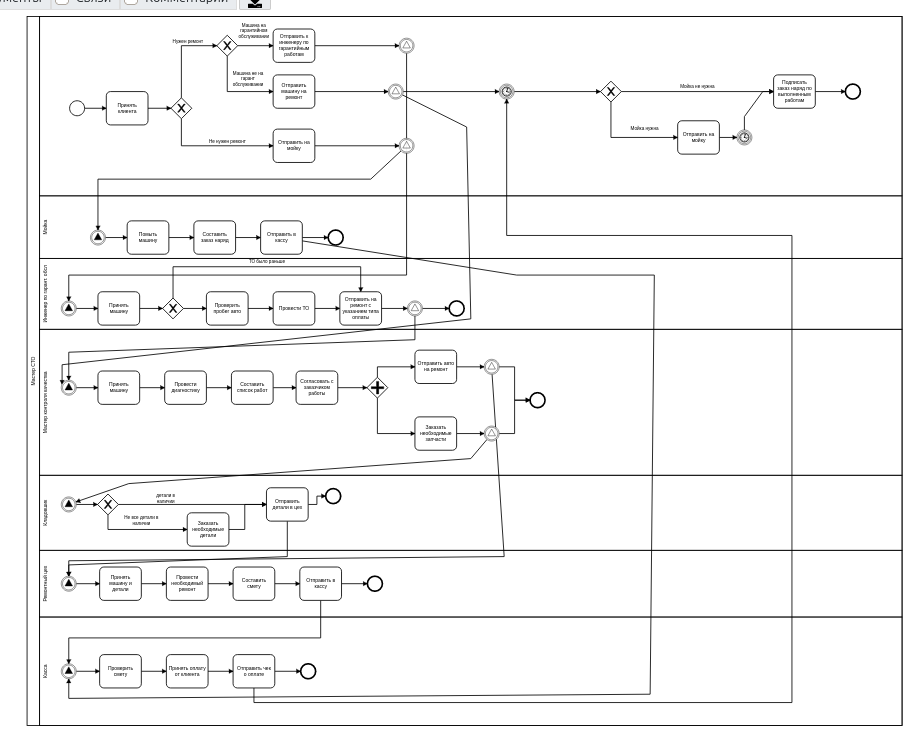 Связи
Комментарии
Мастер СТО
Нужен ремонт
Машина на
гарантийном
обслуживании
Отправить к
инженеру по
гарантийным
работам
Машина не на
гарант
обслуживании
Отправить
машину на
ремонт
Принять
клиента
Не нужен ремонт
Отправить на
мойку
Мойка не нужна
Мойка нужна
Отправить на
мойку
Подписать
заказ наряд по
выполненным
работам
Мойка
Помыть
машину
Составить
заказ наряд
Отправить в
кассу
Инженер по гарант. обсл
ТО было раньше
Принять
машину
Проверить
пробег авто
Провести ТО
Отправить на
ремонт с
указанием типа
оплаты
Мастер контроля качества
Принять
машину
Провести
диагностику
Составить
список работ
Согласовать с
заказчиком
работы
Отправить авто
на ремонт
Заказать
необходимые
запчасти
Кладовщик
детали в
наличии
Не все детали в
наличии
Заказать
необходимые
детали
Отправить
детали в цех
Ремонтный цех
Принять
машину и
детали
Провести
необходимый
ремонт
Составить
смету
Отправить в
кассу
Касса
Проверить
смету
Принять оплату
от клиента
Отправить чек
о оплате